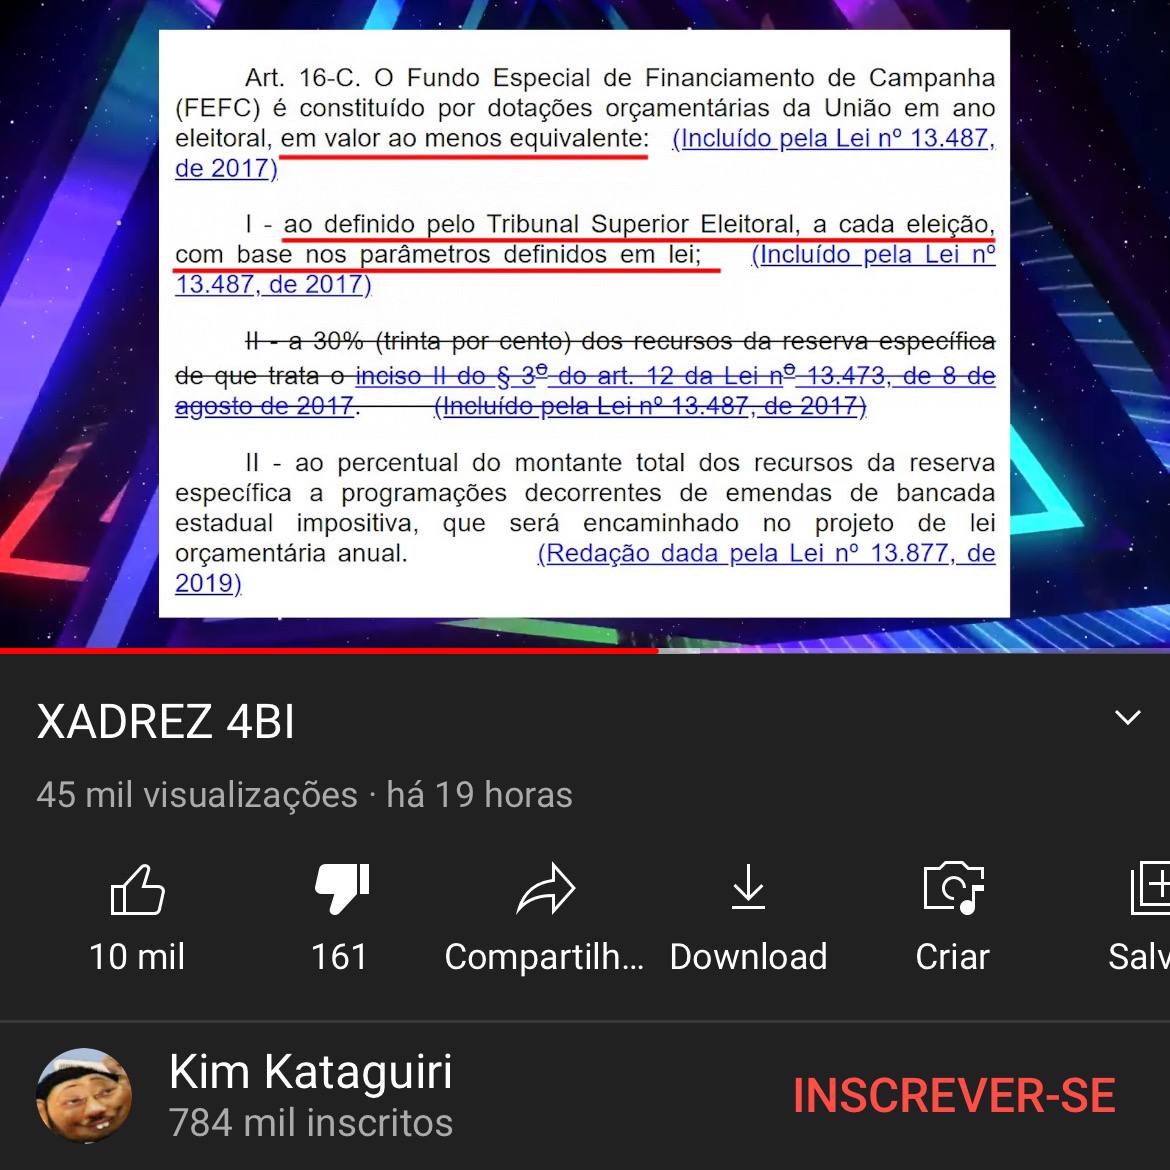 Art. 16-C. O Fundo Especial de Financiamento de Campanha
(FEFC) é constituído por dotações orçamentárias da União em ano
eleitoral, em valor ao menos equivalente: (Incluído pela Lei nº 13.487,
de 2017)
I - ao definido pelo Tribunal Superior Eleitoral, a cada eleição,
com base nos parâmetros definidos em lei; (Incluído pela Lei nº
13.487, de 2017)
II - a 30% (trinta por cento) dos recursos da reserva específica
de que trata o inciso II do § 3º do art. 12 da Lei nº 13.473, de 8 de
agosto de 2017. (Incluído pela Lei nº 13.487, de 2017)
II - ao percentual do montante total dos recursos da reserva
específica a programações decorrentes de emendas de bancada
estadual impositiva, que será encaminhado no projeto de lei
orçamentária anual. (Redação dada pela Lei nº 13.877, de
2019)
XADREZ 4BI
45 mil visualizações · há 19 horas
10 mil 161 Compartilh... Download Criar Salv
Kim Kataguiri
784 mil inscritos
INSCREVER-SE